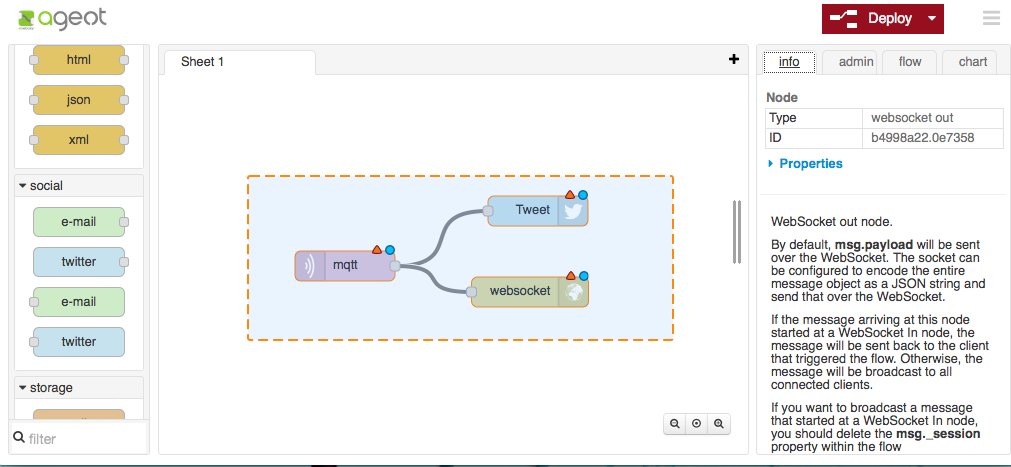 ageot
Deploy
html
json
xml
social
e-mail
twitter
e-mail
twitter
storage
filter
Sheet 1
+
mqtt
Tweet
websocket
info
admin
flow
chart
Node
Type websocket out
ID b4998a22.0e7358
Properties
WebSocket out node.
By default, msg.payload will be sent
over the WebSocket. The socket can
be configured to encode the entire
message object as a JSON string and
send that over the WebSocket.
If the message arriving at this node
started at a WebSocket In node, the
message will be sent back to the client
that triggered the flow. Otherwise, the
message will be broadcast to all
connected clients.
If you want to broadcast a message
that started at a WebSocket In node,
you should delete the msg._session
property within the flow